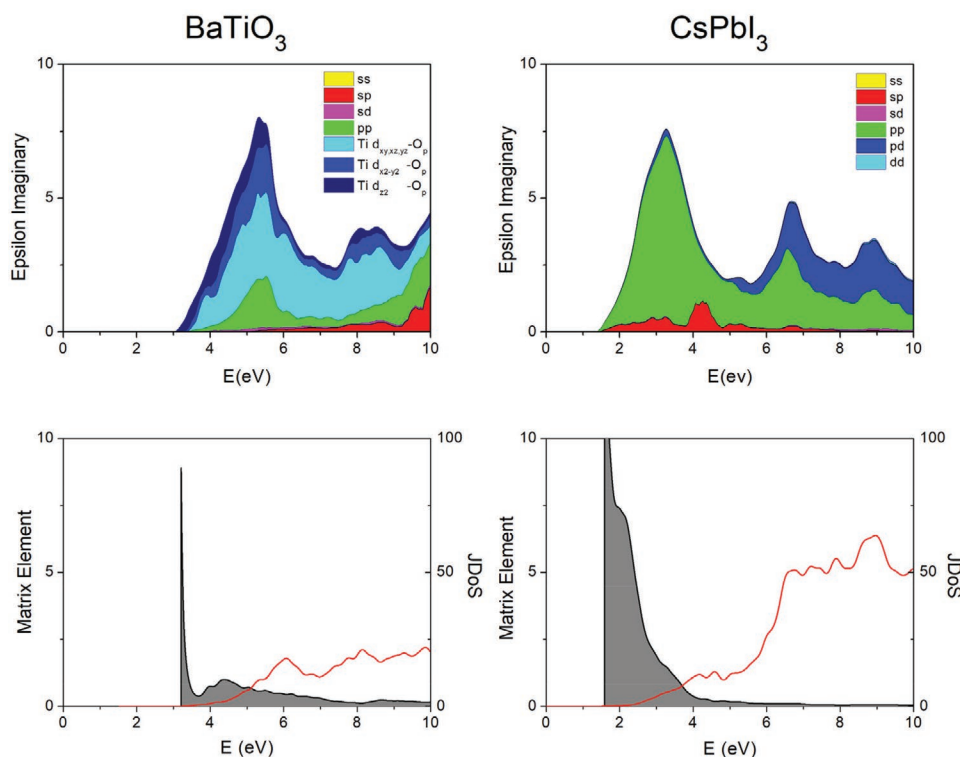 BaTiO3
CsPbI3
10
5
0
Epsilon Imaginary
ss
sp
sd
pp
Ti dxy,xz,yz-Op
Ti dx2-y2 -Op
Ti dz2 -Op
0 2 4 6 8 10
E(eV)
10
5
0
Epsilon Imaginary
ss
sp
sd
pp
pd
dd
0 2 4 6 8 10
E(ev)
10
5
0
Matrix Element
100
50
0
JDoS
0 2 4 6 8 10
E (eV)
10
5
0
Matrix Element
100
50
0
JDoS
0 2 4 6 8 10
E (eV)